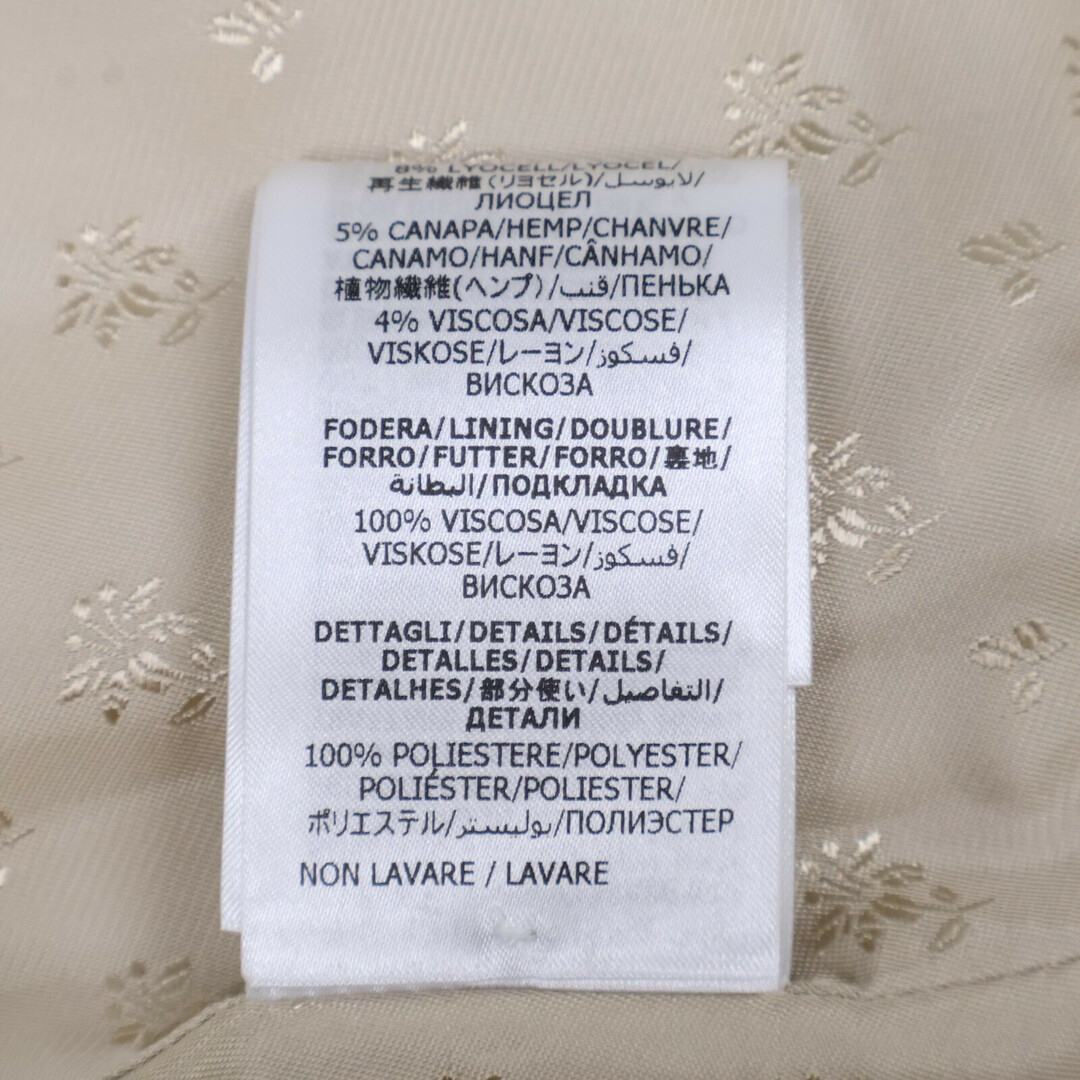 8% LYOCELL/LYOCEL/
再生繊維(リヨセル)/لايوسل/
ЛИОЦЕЛ
5% CANAPA/HEMP/CHANVRE/
CANAMO/HANF/CÂNHAMO/
植物繊維(ヘンプ)/قنب/ПЕНЬКА
4% VISCOSA/VISCOSE/
VISKOSE/レーヨン/فسكوز/
ВИСКОЗА
FODERA/LINING/DOUBLURE/
FORRO/FUTTER/FORRO/裏地/
البطانة/ПОДКЛАДКА
100% VISCOSA/VISCOSE/
VISKOSE/レーヨン/فسكوز/
ВИСКОЗА
DETTAGLI/DETAILS/DÉTAILS/
DETALLES/DETAILS/
DETALHES/部分使い/التفاصيل/
ДЕТАЛИ
100% POLIESTERE/POLYESTER/
POLIÉSTER/POLIESTER/
ポリエステル/بوليستر/ПОЛИЭСТЕР
NON LAVARE / LAVARE